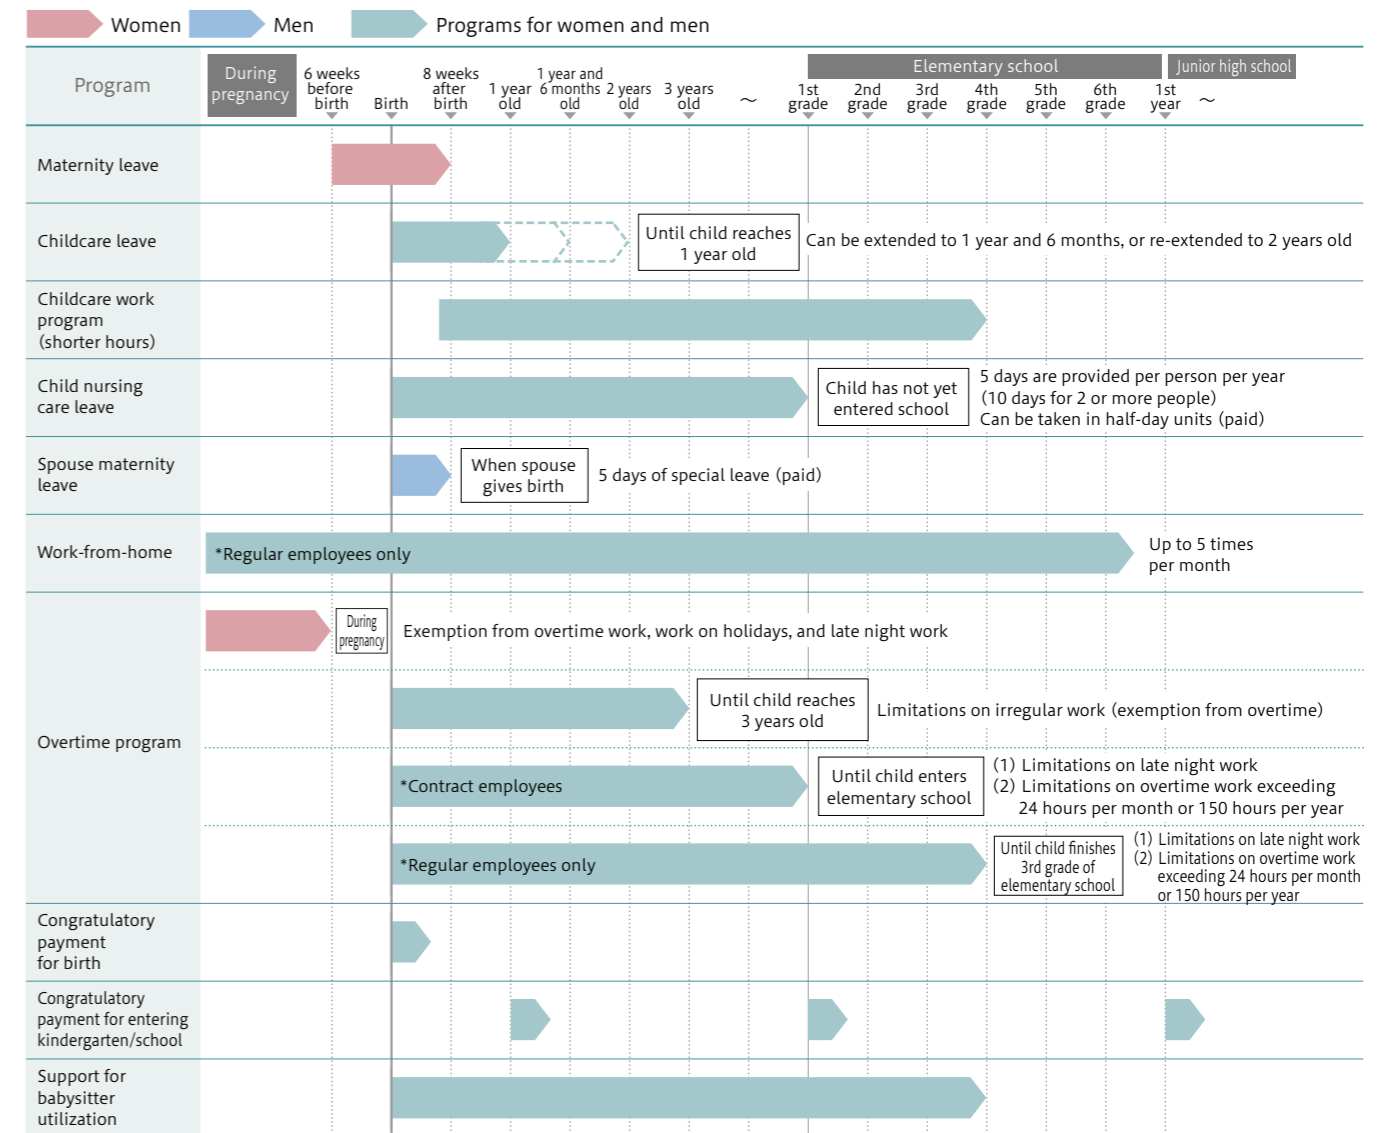 Women
Men
Programs for women and men
Program
During
pregnancy
6 weeks
before
birth
Birth
8 weeks
after
birth
1 year
old
1 year and
6 months
old
2 years
old
3 years
old
~
Elementary school
1st
grade
2nd
grade
3rd
grade
4th
grade
5th
grade
6th
grade
Junior high school
1st
year
~
Maternity leave
Childcare leave
Until child reaches
1 year old
Can be extended to 1 year and 6 months, or re-extended to 2 years old
Childcare work
program
(shorter hours)
Child nursing
care leave
Child has not yet
entered school
5 days are provided per person per year
(10 days for 2 or more people)
Can be taken in half-day units (paid)
Spouse maternity
leave
When spouse
gives birth
5 days of special leave (paid)
Work-from-home
*Regular employees only
Up to 5 times
per month
Overtime program
During
pregnancy
Exemption from overtime work, work on holidays, and late night work
Until child reaches
3 years old
Limitations on irregular work (exemption from overtime)
*Contract employees
Until child enters
elementary school
(1) Limitations on late night work
(2) Limitations on overtime work exceeding
24 hours per month or 150 hours per year
*Regular employees only
Until child finishes
3rd grade of
elementary school
(1) Limitations on late night work
(2) Limitations on overtime work
exceeding 24 hours per month
or 150 hours per year
Congratulatory
payment
for birth
Congratulatory
payment for entering
kindergarten/school
Support for
babysitter
utilization